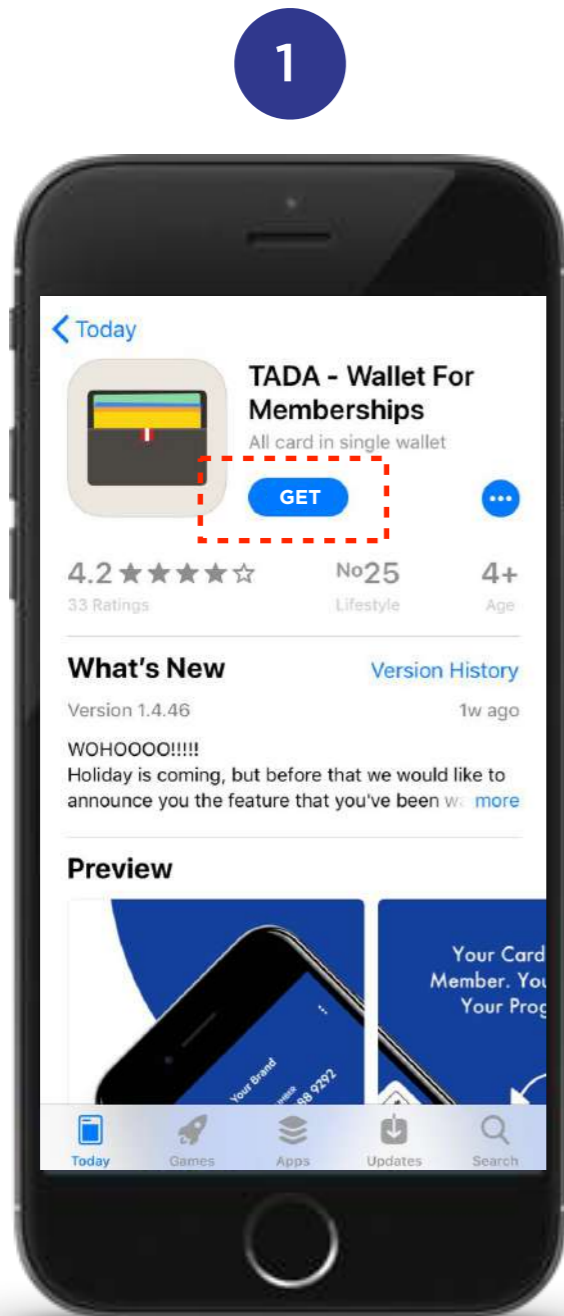 1
Today
TADA - Wallet For
Memberships
All card in single wallet
GET
4.2 ★★★★☆
No25
4+
33 Ratings
Lifestyle
Age
What's New
Version History
Version 1.4.46
1w ago
WOHOOOO!!!!!
Holiday is coming, but before that we would like to
announce you the feature that you've been
more
Preview
Your Brand
88 9292
Your Card
Member. You
Your Prog
Today
Games
Apps
Updates
Search